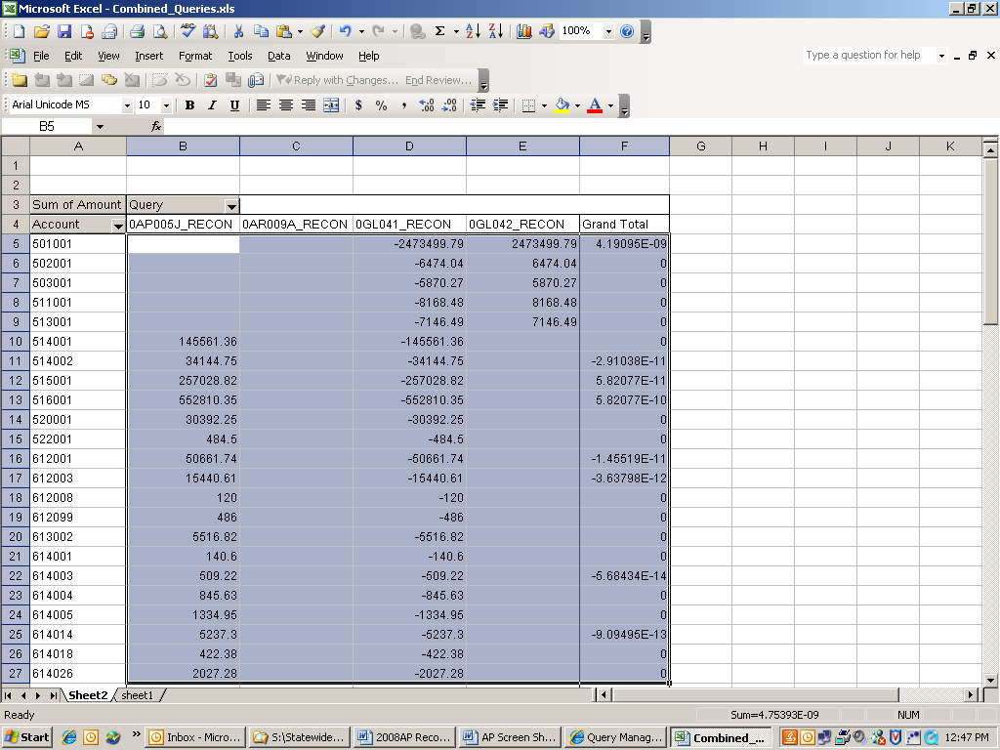 Microsoft Excel - Combined_Queries.xls
100%
File Edit View Insert Format Tools Data Window Help Type a question for help
Reply with Changes... End Review...
Arial Unicode MS 10 B I U $ % ,
B5 fx
A B C D E F G H I J K
1
2
3 Sum of Amount Query
4 Account 0AP005J_RECON 0AR009A_RECON 0GL041_RECON 0GL042_RECON Grand Total
5 501001 -2473499.79 2473499.79 4.19095E-09
6 502001 -6474.04 6474.04 0
7 503001 -5870.27 5870.27 0
8 511001 -8168.48 8168.48 0
9 513001 -7146.49 7146.49 0
10 514001 145561.36 -145561.36 0
11 514002 34144.75 -34144.75 -2.91038E-11
12 515001 257028.82 -257028.82 5.82077E-11
13 516001 552810.35 -552810.35 5.82077E-10
14 520001 30392.25 -30392.25 0
15 522001 484.5 -484.5 0
16 612001 50661.74 -50661.74 -1.45519E-11
17 612003 15440.61 -15440.61 -3.63798E-12
18 612008 120 -120 0
19 612099 486 -486 0
20 613002 5516.82 -5516.82 0
21 614001 140.6 -140.6 0
22 614003 509.22 -509.22 -5.68434E-14
23 614004 845.63 -845.63 0
24 614005 1334.95 -1334.95 0
25 614014 5237.3 -5237.3 -9.09495E-13
26 614018 422.38 -422.38 0
27 614026 2027.28 -2027.28 0
Sheet2 sheet1
Ready Sum=4.75393E-09 NUM
Start Inbox - Micro... S:\Statewide... 2008AP Reco... AP Screen Sh... Query Manag... Combined_... 12:47 PM